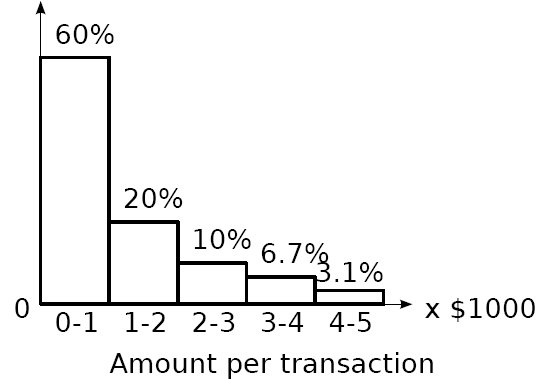 60%
20%
10%
6.7%
3.1%
0
0-1 1-2 2-3 3-4 4-5
x $1000
Amount per transaction